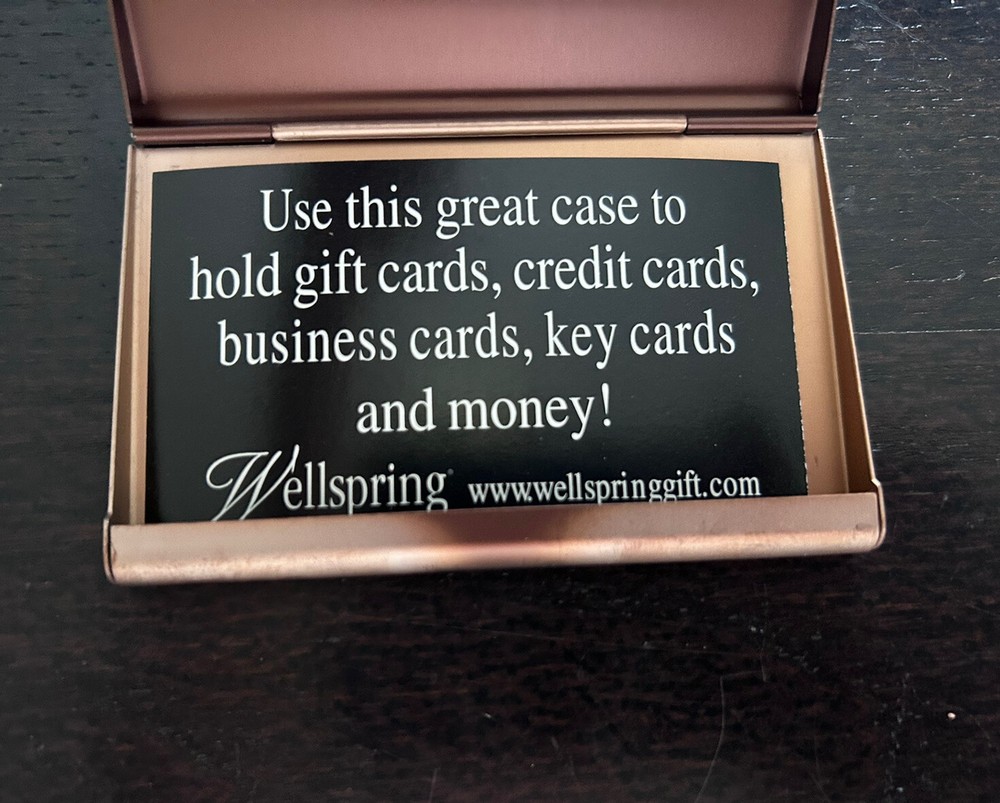 Use this great case to
hold gift cards, credit cards,
business cards, key cards
and money!
Wellspring® www.wellspringgift.com